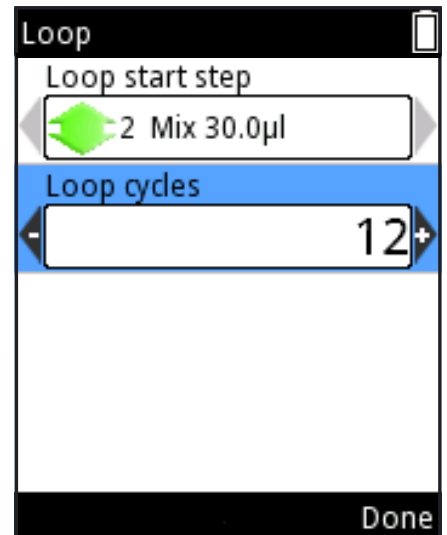 Loop
Loop start step
2 Mix 30.0µl
Loop cycles
- 12 +
Done